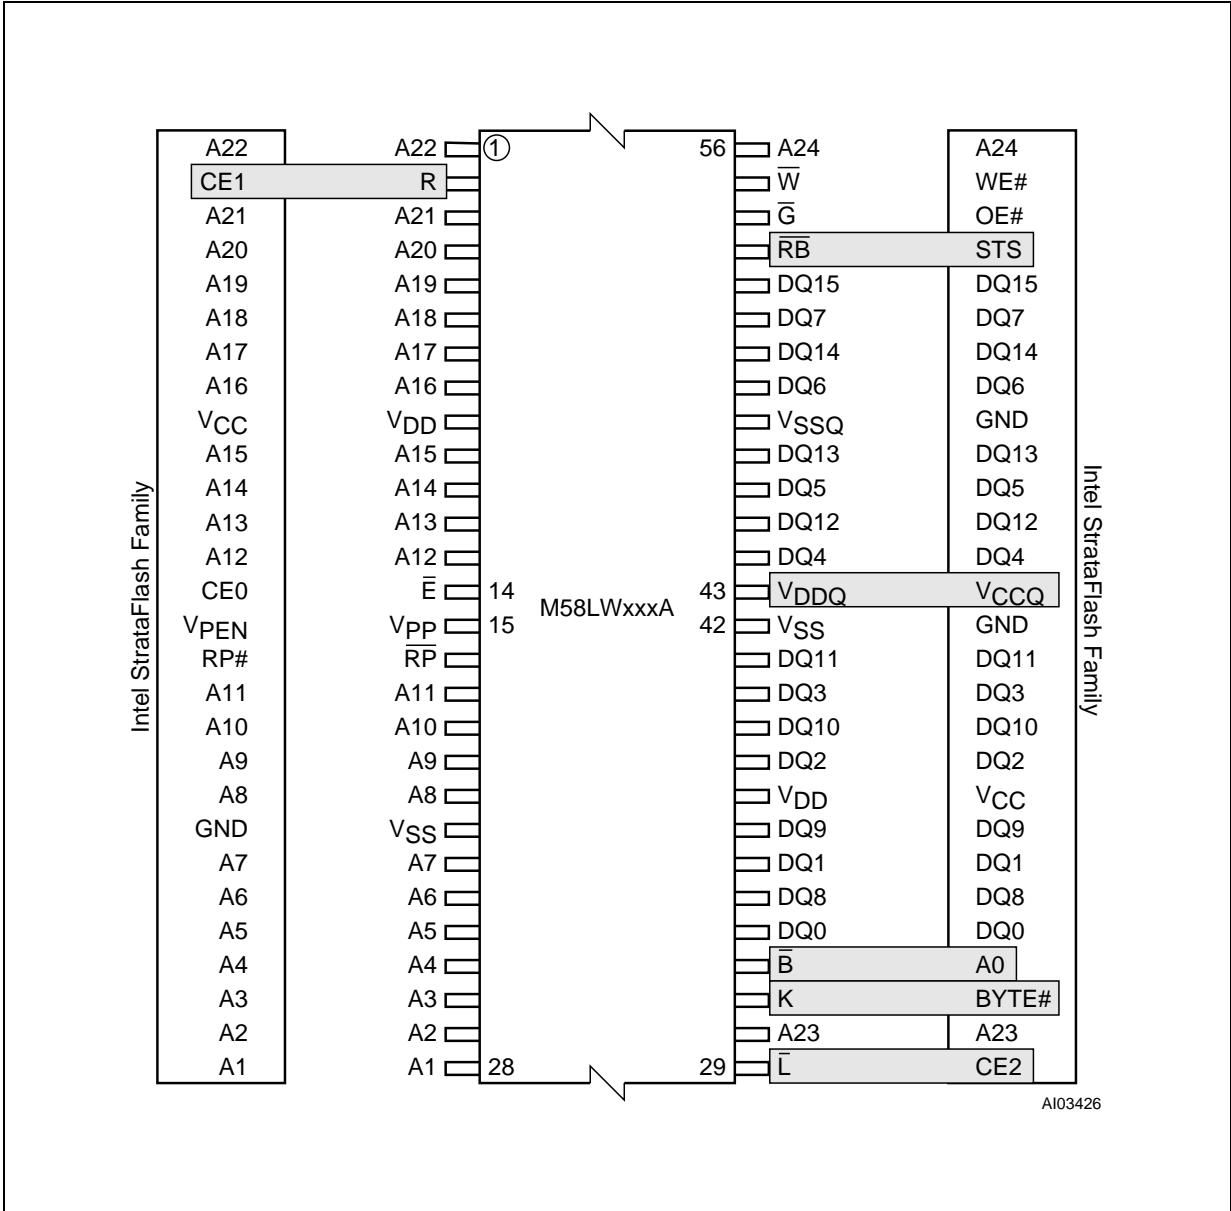 A22 A22 1 56 A24 A24
CE1 R W̅ WE#
A21 A21 G̅ OE#
A20 A20 R̅B̅ STS
A19 A19 DQ15 DQ15
A18 A18 DQ7 DQ7
A17 A17 DQ14 DQ14
A16 A16 DQ6 DQ6
VCC VDD VSSQ GND
A15 A15 DQ13 DQ13
A14 A14 DQ5 DQ5
A13 A13 DQ12 DQ12
A12 A12 DQ4 DQ4
CE0 E̅ 14 43 VDDQ VCCQ
M58LWxxxA
VPEN VPP 15 42 VSS GND
RP# R̅P̅ DQ11 DQ11
A11 A11 DQ3 DQ3
A10 A10 DQ10 DQ10
A9 A9 DQ2 DQ2
A8 A8 VDD VCC
GND VSS DQ9 DQ9
A7 A7 DQ1 DQ1
A6 A6 DQ8 DQ8
A5 A5 DQ0 DQ0
A4 A4 B̅ A0
A3 A3 K BYTE#
A2 A2 A23 A23
A1 A1 28 29 L̅ CE2
Intel StrataFlash Family
Intel StrataFlash Family
AI03426